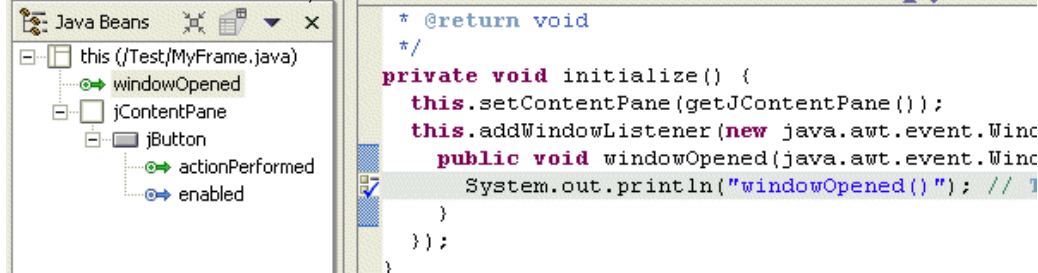 Java Beans
this (/Test/MyFrame.java)
windowOpened
jContentPane
jButton
actionPerformed
enabled
* @return void
*/
private void initialize() {
this.setContentPane(getJContentPane());
this.addWindowListener(new java.awt.event.Wind
public void windowOpened(java.awt.event.Wind
System.out.println("windowOpened()"); // T
}
});
}